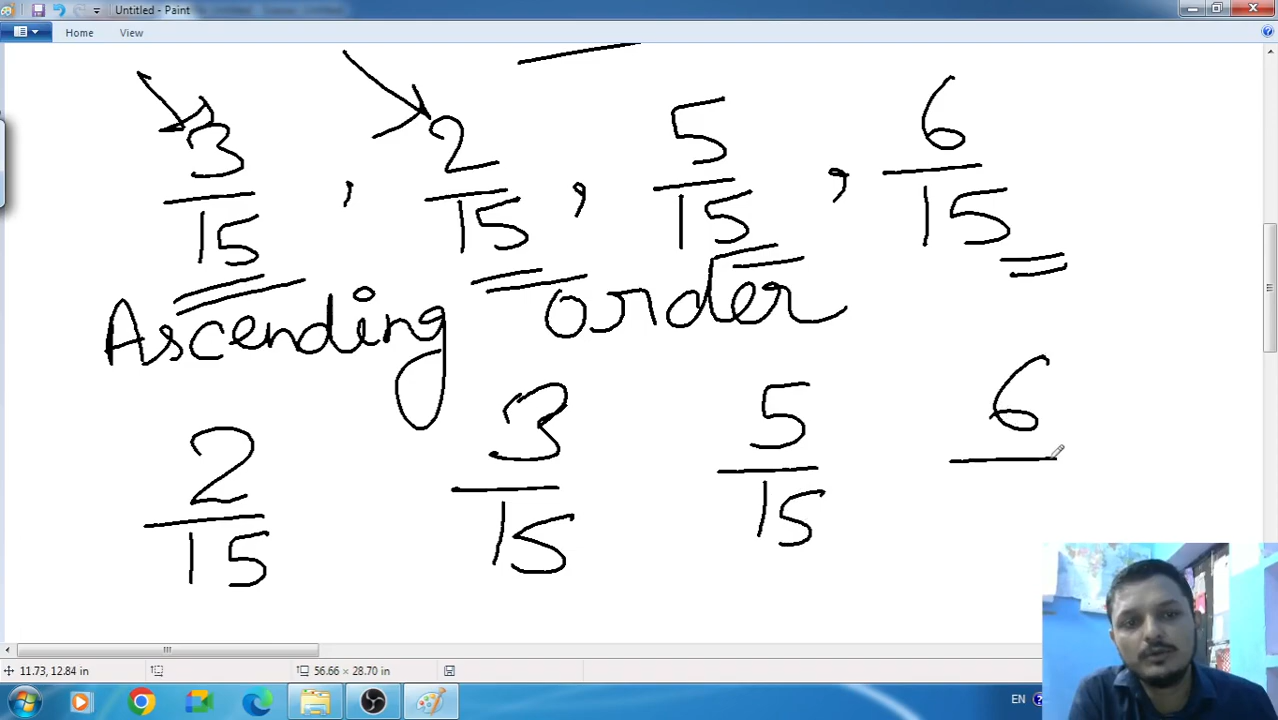 Untitled - Paint
Home View
3/15 , 2/15 , 5/15 , 6/15
Ascending order
2/15 3/15 5/15 6
11.73, 12.84 in 56.66 × 28.70 in
EN